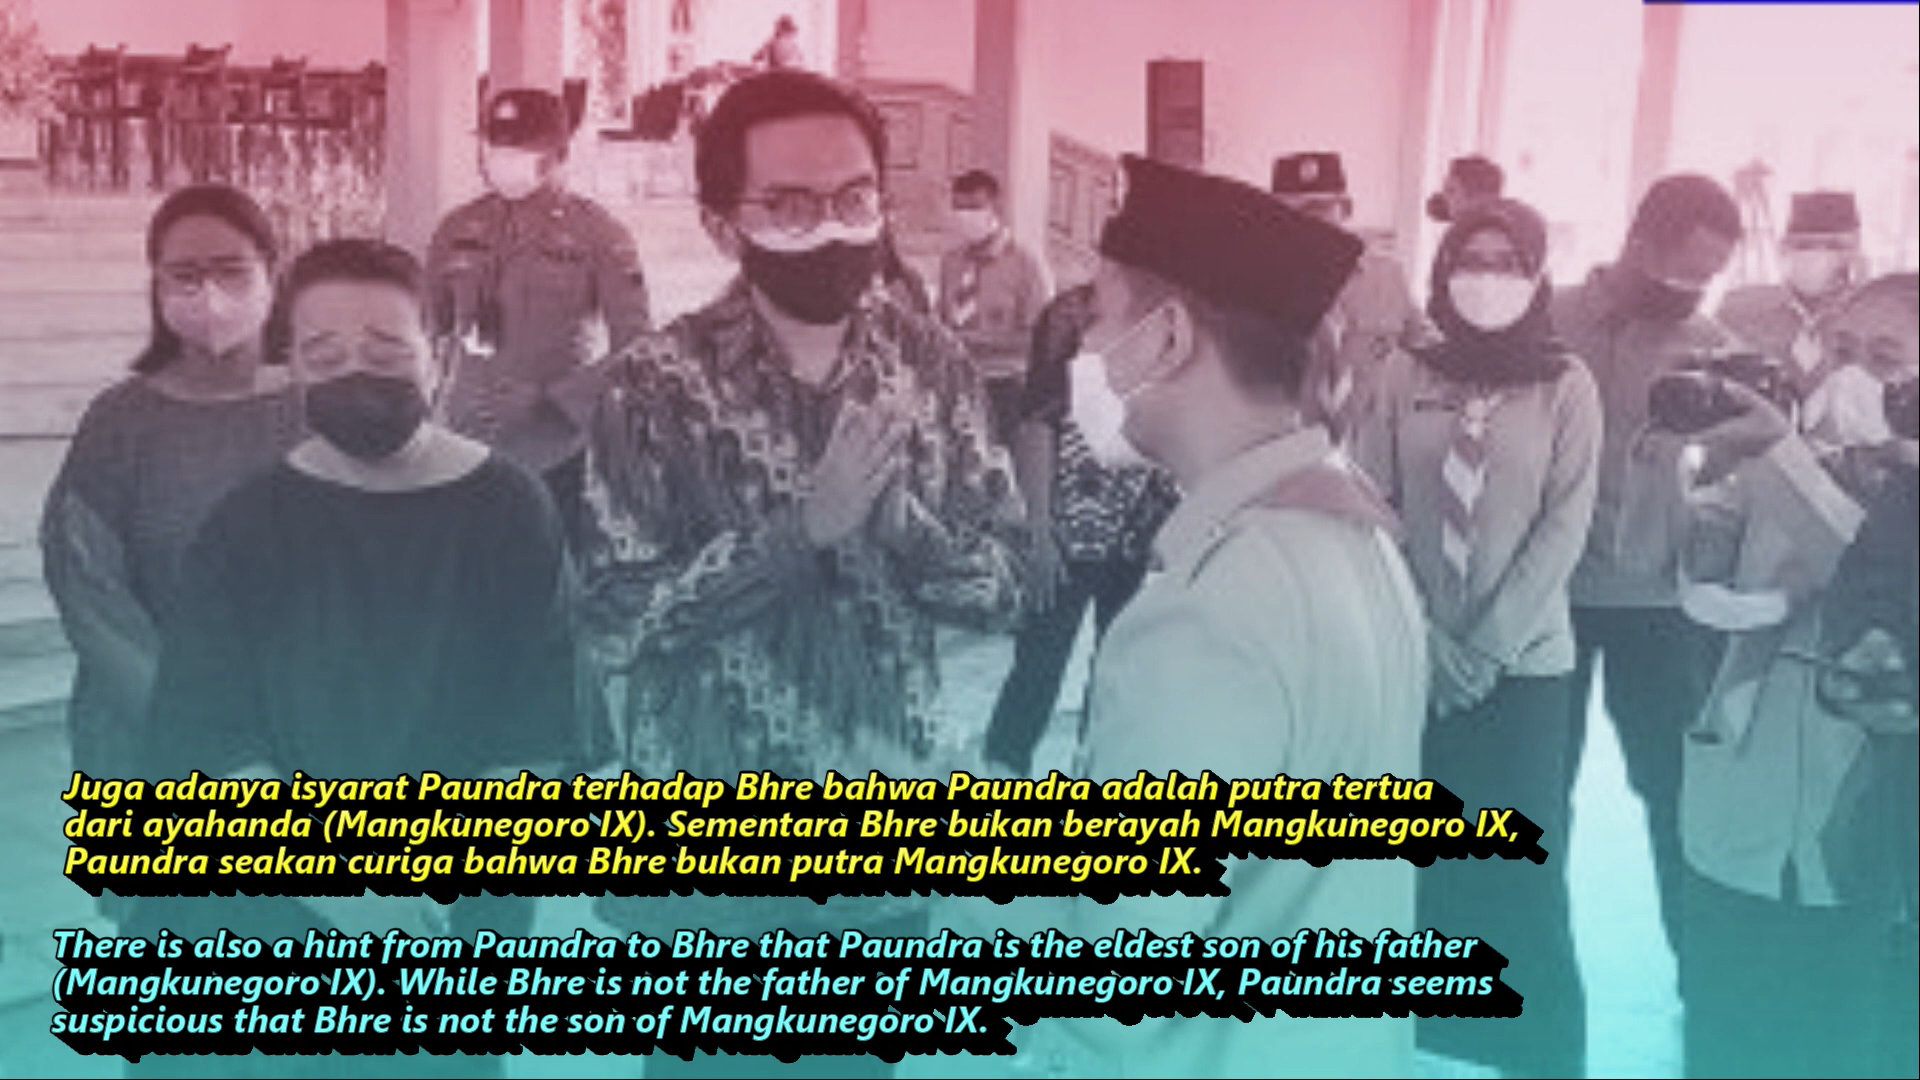 Juga adanya isyarat Paundra terhadap Bhre bahwa Paundra adalah putra tertua
dari ayahanda (Mangkunegoro IX). Sementara Bhre bukan berayah Mangkunegoro IX,
Paundra seakan curiga bahwa Bhre bukan putra Mangkunegoro IX.
There is also a hint from Paundra to Bhre that Paundra is the eldest son of his father
(Mangkunegoro IX). While Bhre is not the father of Mangkunegoro IX, Paundra seems
suspicious that Bhre is not the son of Mangkunegoro IX.